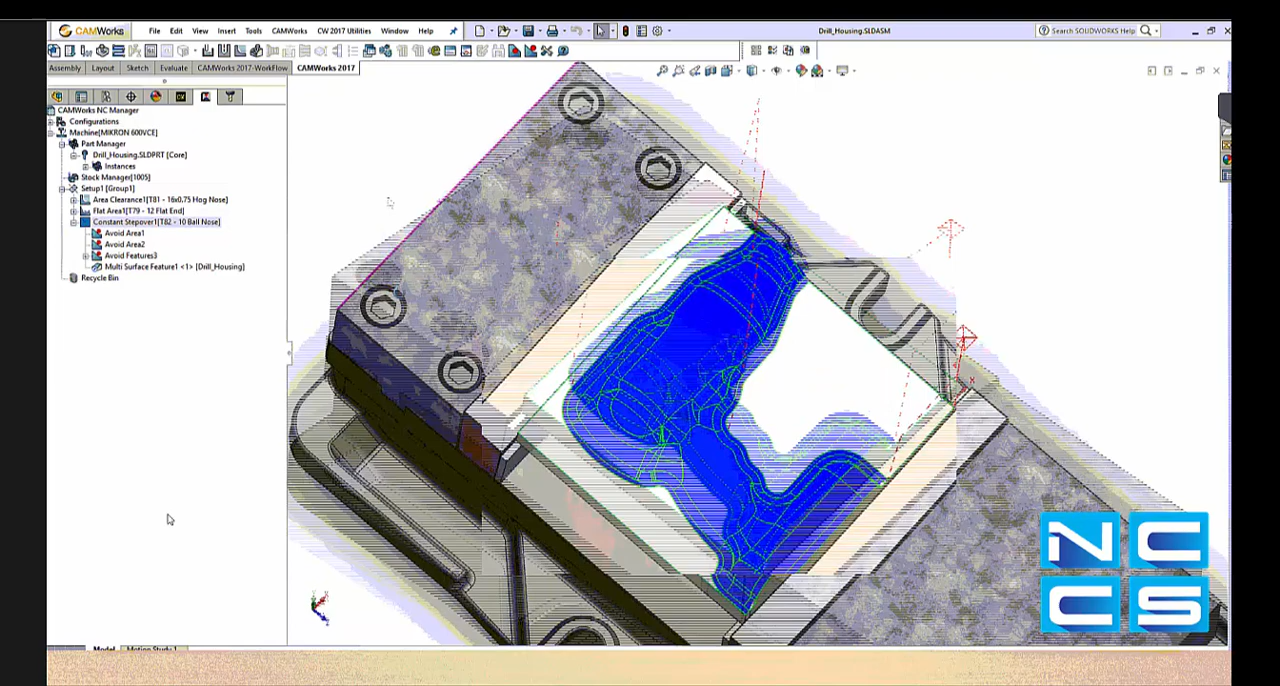 CAMWorks File Edit View Insert Tools CAMWorks CW 2017 Utilities Window Help Drill_Housing.SLDASM Search SOLIDWORKS Help
Assembly Layout Sketch Evaluate CAMWorks 2017-WorkFlow CAMWorks 2017
CAMWorks NC Manager
Configurations
Machine[MIKRON 600VCE]
Part Manager
Drill_Housing.SLDPRT [Core]
Instances
Stock Manager[1005]
Setup1 [Group1]
Area Clearance1[T81 - 16x0.75 Hog Nose]
Flat Area1[T79 - 12 Flat End]
Constant Stepover1[T82 - 10 Ball Nose]
Avoid Area1
Avoid Area2
Avoid Features3
Multi Surface Feature1 <1> [Drill_Housing]
Recycle Bin
X
NC
CS
Model Motion Study 1